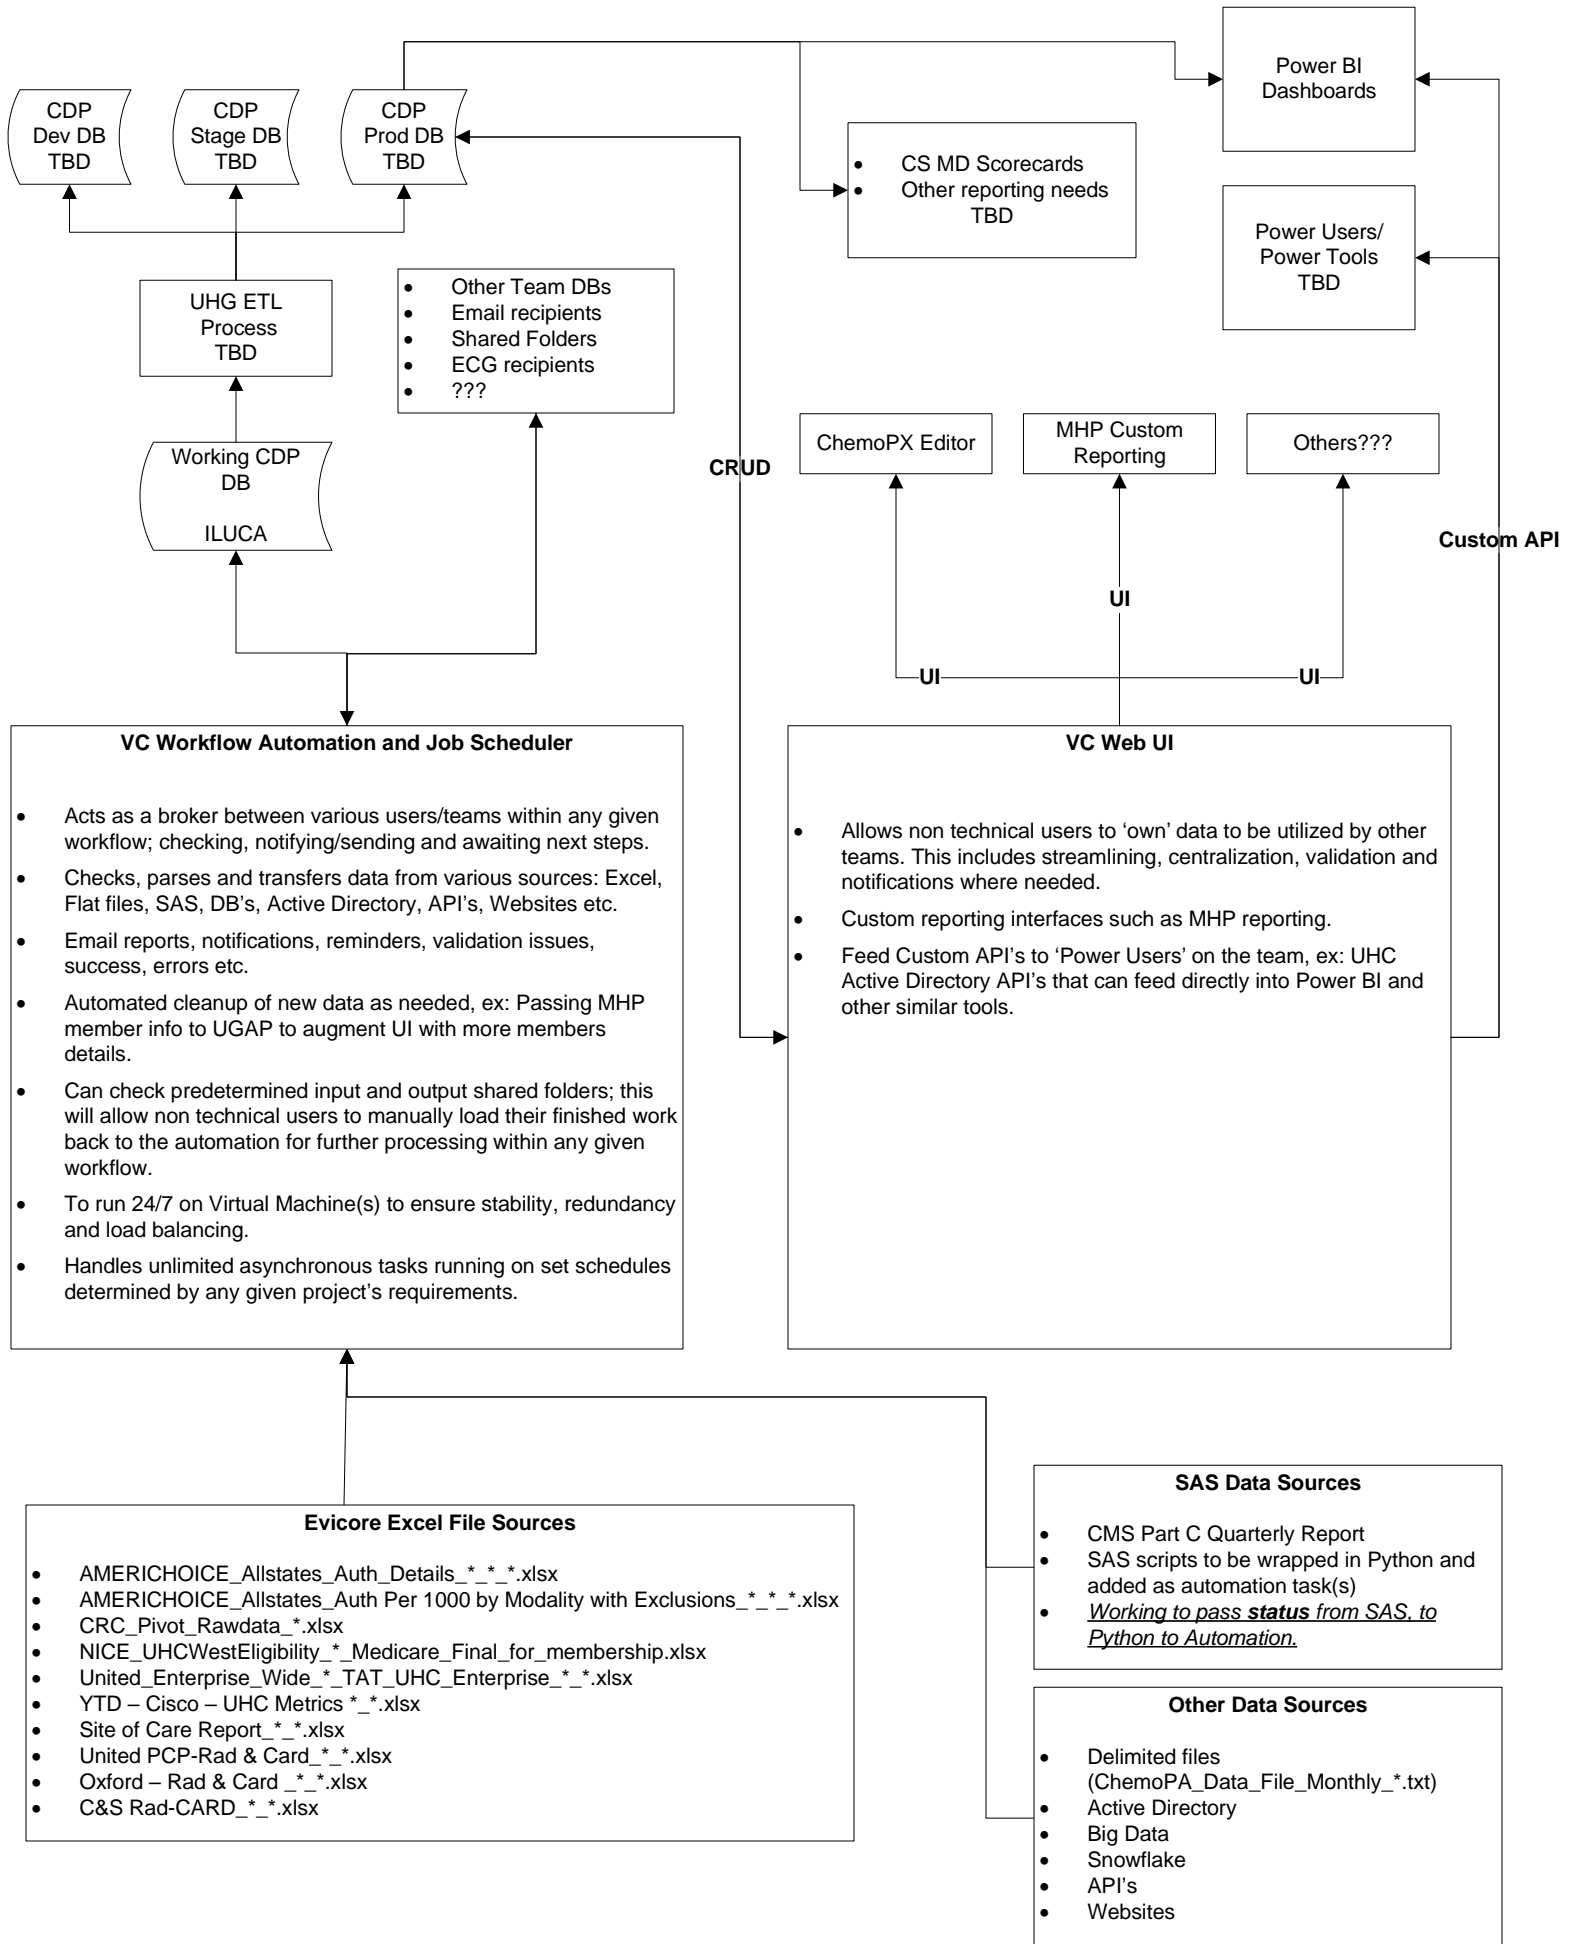 Power BI
Dashboards
CDP
Dev DB
TBD
CDP
Stage DB
TBD
CDP
Prod DB
TBD
• CS MD Scorecards
• Other reporting needs
TBD
Power Users/
Power Tools
TBD
UHG ETL
Process
TBD
• Other Team DBs
• Email recipients
• Shared Folders
• ECG recipients
• ???
Working CDP
DB
ILUCA
CRUD
ChemoPX Editor
MHP Custom
Reporting
Others???
Custom API
UI
UI
UI
VC Workflow Automation and Job Scheduler
• Acts as a broker between various users/teams within any given
workflow; checking, notifying/sending and awaiting next steps.
• Checks, parses and transfers data from various sources: Excel,
Flat files, SAS, DB's, Active Directory, API's, Websites etc.
• Email reports, notifications, reminders, validation issues,
success, errors etc.
• Automated cleanup of new data as needed, ex: Passing MHP
member info to UGAP to augment UI with more members
details.
• Can check predetermined input and output shared folders; this
will allow non technical users to manually load their finished work
back to the automation for further processing within any given
workflow.
• To run 24/7 on Virtual Machine(s) to ensure stability, redundancy
and load balancing.
• Handles unlimited asynchronous tasks running on set schedules
determined by any given project's requirements.
VC Web UI
• Allows non technical users to ‘own’ data to be utilized by other
teams. This includes streamlining, centralization, validation and
notifications where needed.
• Custom reporting interfaces such as MHP reporting.
• Feed Custom API's to ‘Power Users’ on the team, ex: UHC
Active Directory API's that can feed directly into Power BI and
other similar tools.
Evicore Excel File Sources
• AMERICHOICE_Allstates_Auth_Details_*_*_*.xlsx
• AMERICHOICE_Allstates_Auth Per 1000 by Modality with Exclusions_*_*_*.xlsx
• CRC_Pivot_Rawdata_*.xlsx
• NICE_UHCWestEligibility_*_Medicare_Final_for_membership.xlsx
• United_Enterprise_Wide_*_TAT_UHC_Enterprise_*_*.xlsx
• YTD – Cisco – UHC Metrics *_*.xlsx
• Site of Care Report_*_*.xlsx
• United PCP-Rad & Card_*_*.xlsx
• Oxford – Rad & Card _*_*.xlsx
• C&S Rad-CARD_*_*.xlsx
SAS Data Sources
• CMS Part C Quarterly Report
• SAS scripts to be wrapped in Python and
added as automation task(s)
• Working to pass status from SAS, to
Python to Automation.
Other Data Sources
• Delimited files
(ChemoPA_Data_File_Monthly_*.txt)
• Active Directory
• Big Data
• Snowflake
• API's
• Websites